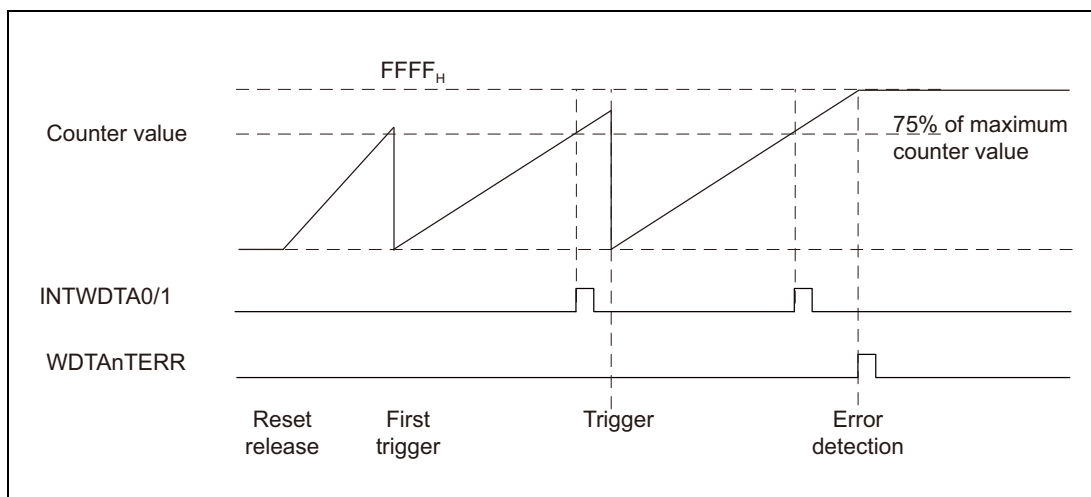 FFFFH
Counter value
75% of maximum
counter value
INTWDTA0/1
WDTAnTERR
Reset
release
First
trigger
Trigger
Error
detection